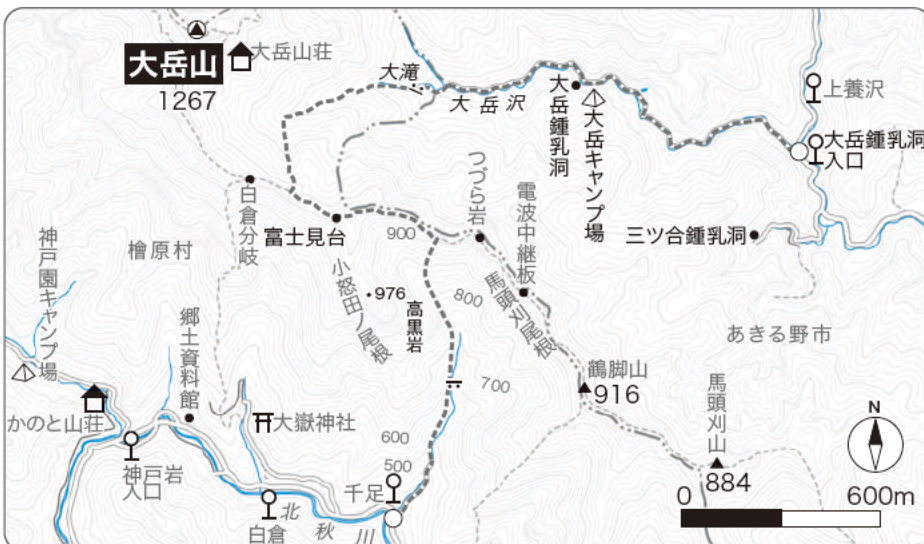 大岳山
1267
大岳山荘
大滝
大岳沢
大岳鍾乳洞
大岳キャンプ場
上養沢
大岳鍾乳洞
入口
三ツ合鍾乳洞
つづら岩
電波中継板
白倉分岐
富士見台
900
小怒田ノ尾根
976
高黒岩
800
馬頭刈尾根
700
600
500
神戸園キャンプ場
檜原村
郷土資料館
かのと山荘
神戸岩
入口
大嶽神社
白倉
北秋川
千足
鶴脚山
916
馬頭刈山
884
あきる野市
N
0
600m